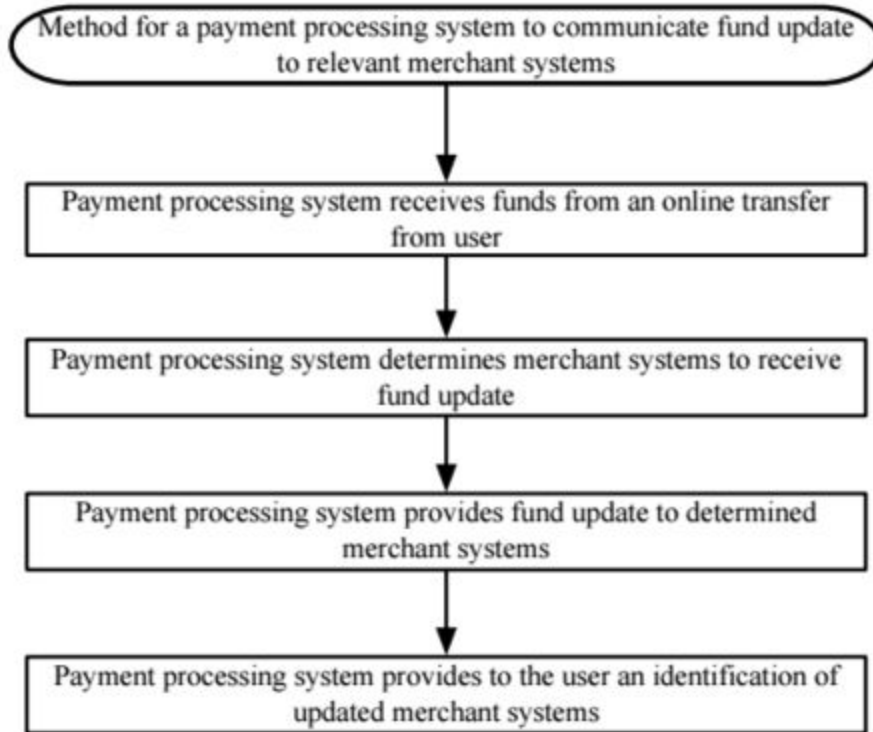 Method for a payment processing system to communicate fund update
to relevant merchant systems
Payment processing system receives funds from an online transfer
from user
Payment processing system determines merchant systems to receive
fund update
Payment processing system provides fund update to determined
merchant systems
Payment processing system provides to the user an identification of
updated merchant systems